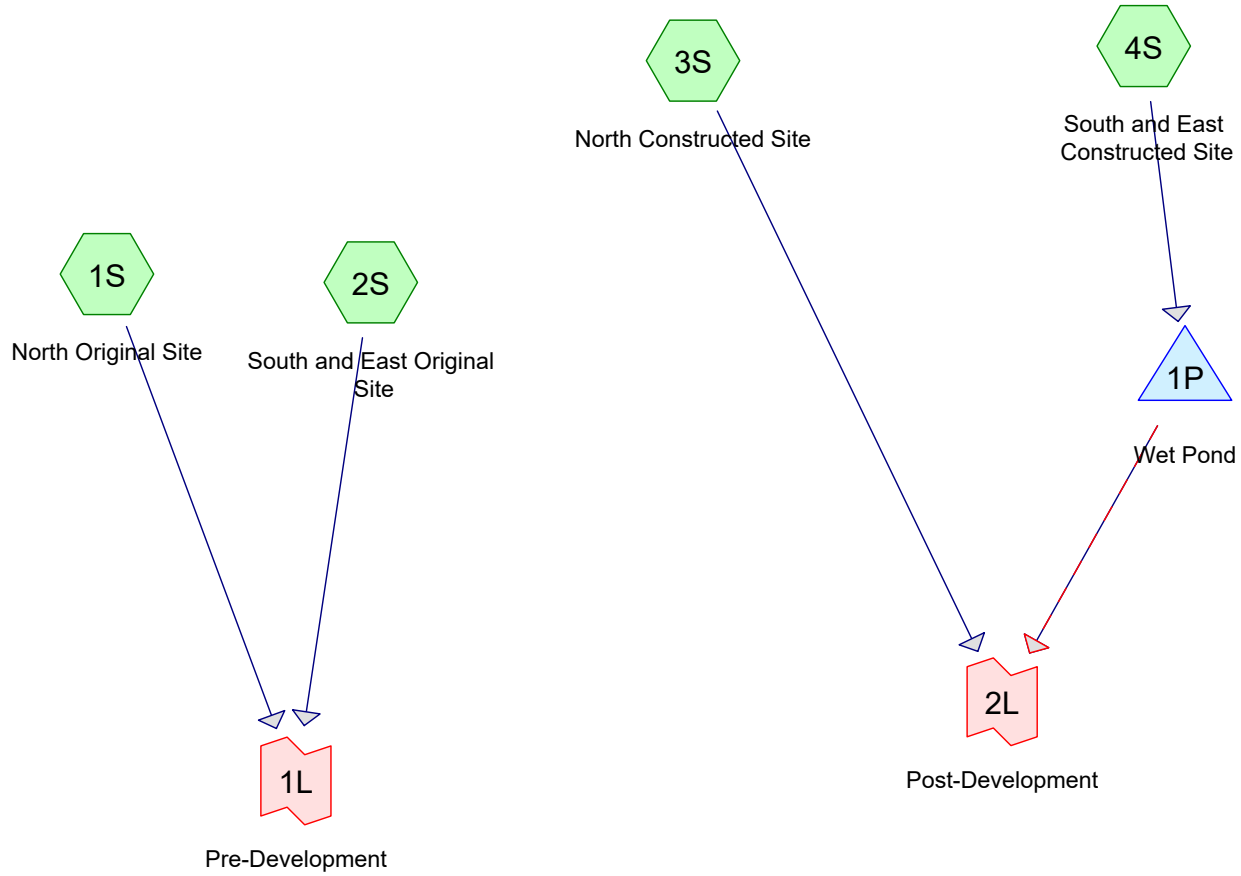 3S
North Constructed Site
4S
South and East
Constructed Site
1S
North Original Site
2S
South and East Original
Site
1P
Wet Pond
2L
Post-Development
1L
Pre-Development